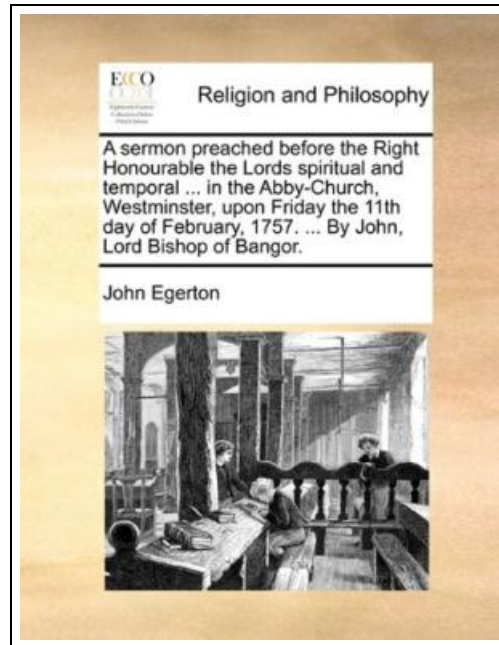 ECCO
Religion and Philosophy
A sermon preached before the Right
Honourable the Lords spiritual and
temporal ... in the Abby-Church,
Westminster, upon Friday the 11th
day of February, 1757. ... By John,
Lord Bishop of Bangor.
John Egerton